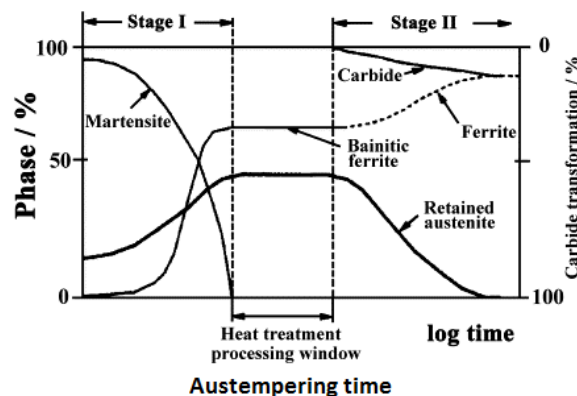 Stage I
Stage II
100
0
Carbide
Martensite
Ferrite
Bainitic
ferrite
50
Retained
austenite
0
100
Phase / %
Carbide transformation / %
Heat treatment
processing window
log time
Austempering time